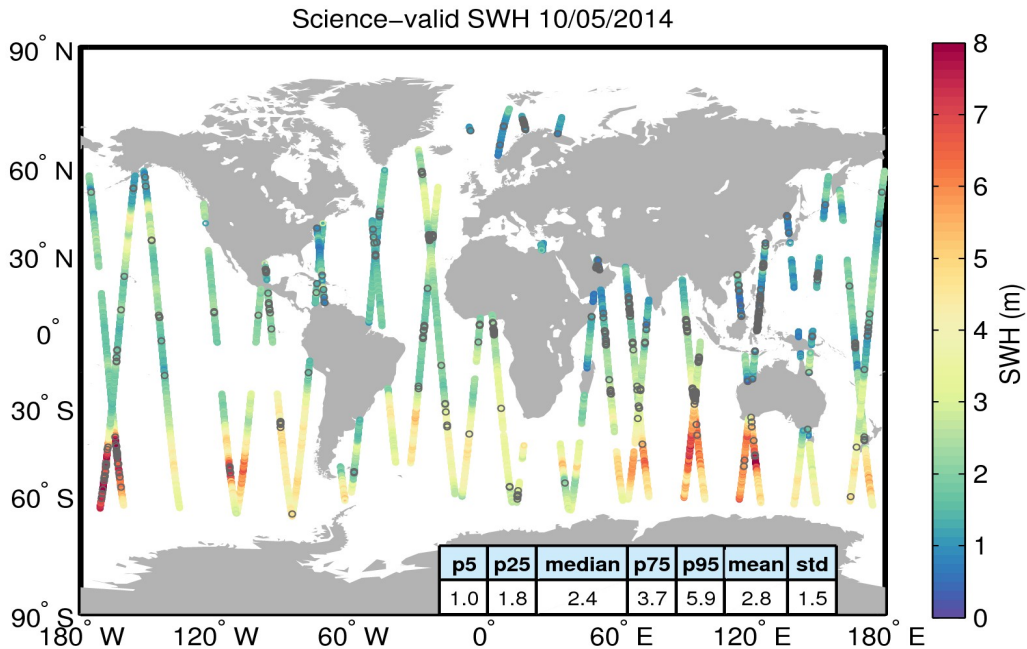 Science−valid SWH 10/05/2014
90° N
60° N
30° N
0°
30° S
60° S
90° S
180° W
120° W
60° W
0°
60° E
120° E
180° E
p5 p25 median p75 p95 mean std
1.0 1.8 2.4 3.7 5.9 2.8 1.5
8
7
6
5
4
3
2
1
0
SWH (m)